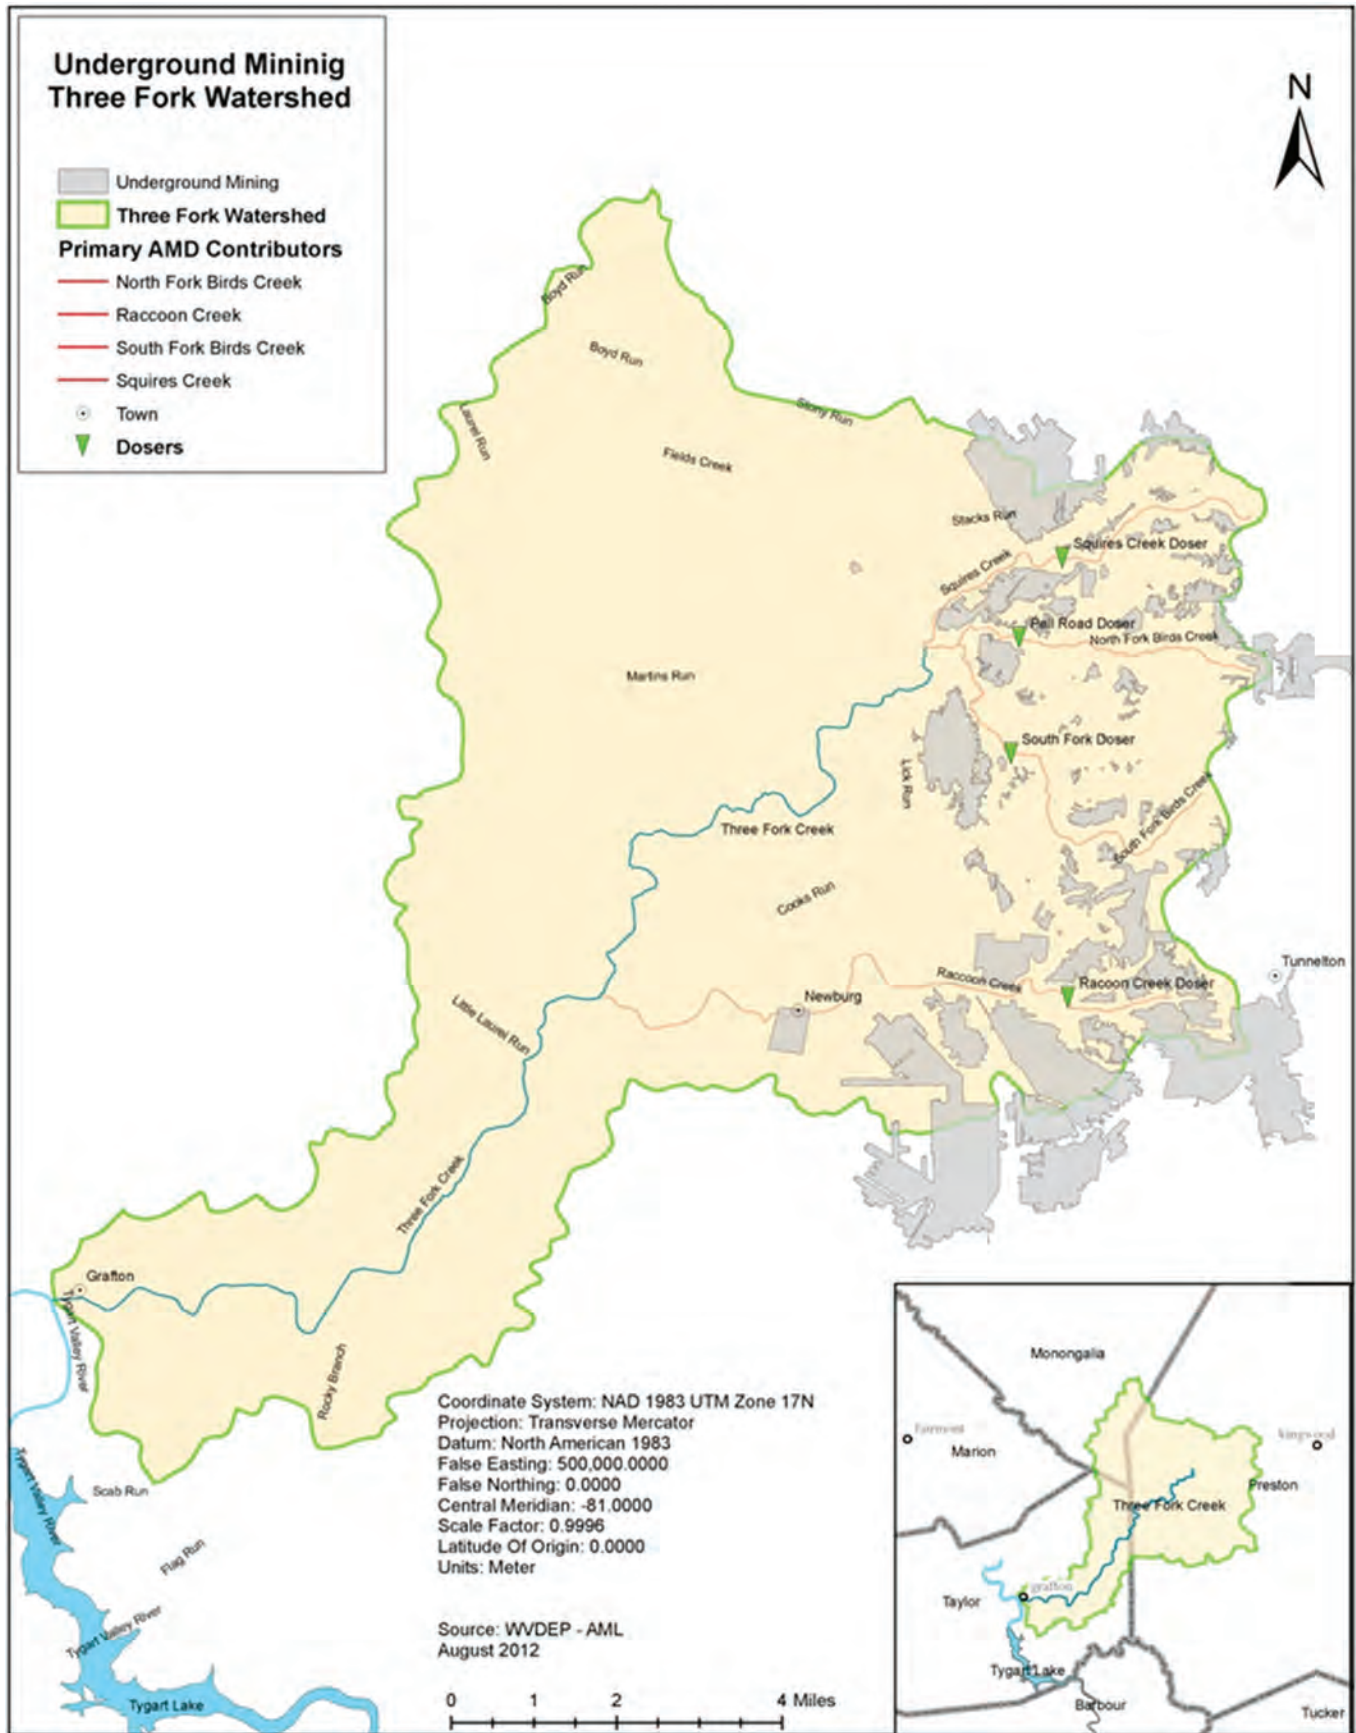 Underground Mininig
Three Fork Watershed
Underground Mining
Three Fork Watershed
Primary AMD Contributors
North Fork Birds Creek
Raccoon Creek
South Fork Birds Creek
Squires Creek
Town
Dosers
N
Boyd Run
Boyd Run
Laurel Run
Stony Run
Fields Creek
Stacks Run
Squires Creek Doser
Squires Creek
Pell Road Doser
North Fork Birds Creek
Martins Run
South Fork Doser
Lick Run
South Fork Birds Creek
Three Fork Creek
Cooks Run
Tunnelton
Raccoon Creek
Racoon Creek Doser
Newburg
Little Laurel Run
Three Fork Creek
Grafton
Tygart Valley River
Rocky Branch
Coordinate System: NAD 1983 UTM Zone 17N
Projection: Transverse Mercator
Datum: North American 1983
False Easting: 500,000.0000
False Northing: 0.0000
Central Meridian: -81.0000
Scale Factor: 0.9996
Latitude Of Origin: 0.0000
Units: Meter
Source: WVDEP - AML
August 2012
0 1 2 4 Miles
Tygart Valley River
Scab Run
Flag Run
Tygart Valley River
Tygart Lake
Monongalia
fairmont
kingwood
Marion
Preston
Three Fork Creek
grafton
Taylor
Tygart Lake
Barbour
Tucker